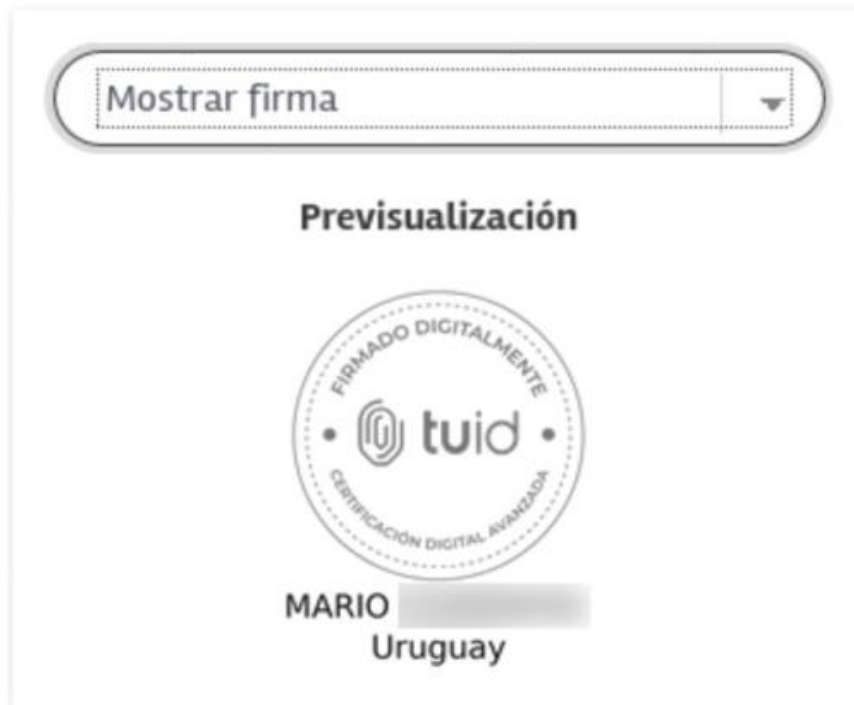 Mostrar firma
Previsualización
FIRMADO DIGITALMENTE
tuid
CERTIFICACIÓN DIGITAL AVANZADA
MARIO
Uruguay